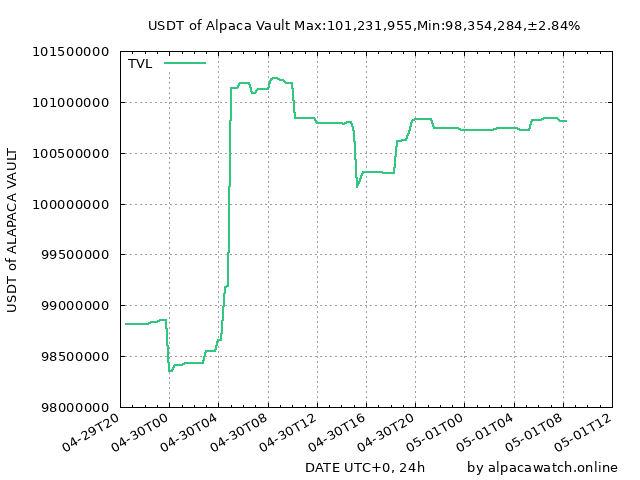 USDT of Alpaca Vault Max:101,231,955,Min:98,354,284,±2.84%
TVL
USDT of ALAPACA VAULT
101500000
101000000
100500000
100000000
99500000
99000000
98500000
98000000
04-29T20 04-30T00 04-30T04 04-30T08 04-30T12 04-30T16 04-30T20 05-01T00 05-01T04 05-01T08 05-01T12
DATE UTC+0, 24h by alpacawatch.online